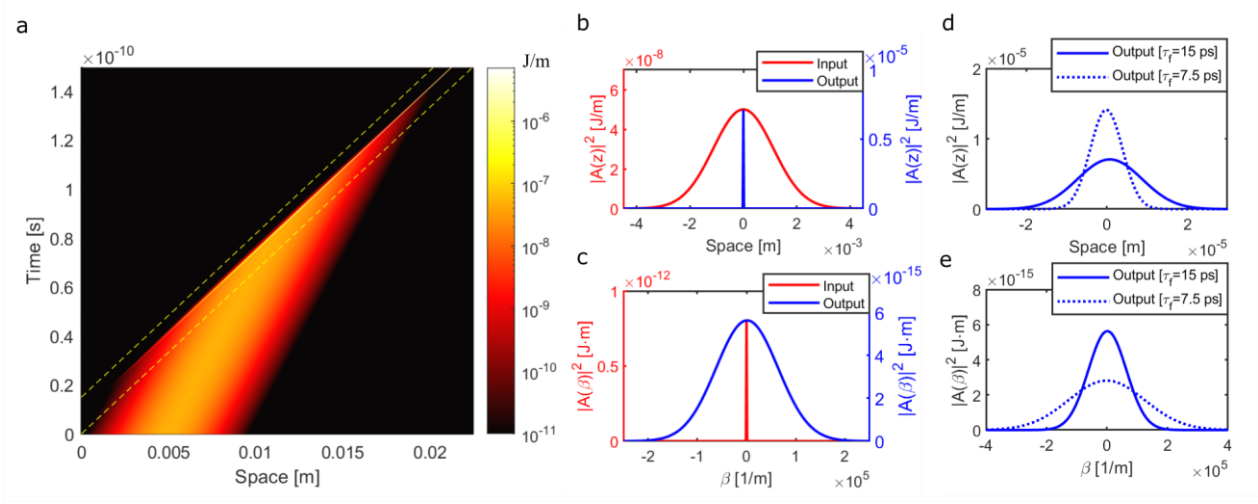 a
×10⁻¹⁰
J/m
1.4
1.2
1
0.8
0.6
0.4
0.2
0
Time [s]
0
0.005
0.01
0.015
0.02
Space [m]
10⁻⁶
10⁻⁷
10⁻⁸
10⁻⁹
10⁻¹⁰
10⁻¹¹
b
×10⁻⁸
×10⁻⁵
Input
Output
6
4
2
0
|A(z)|² [J/m]
1
0.5
0
|A(z)|² [J/m]
-4
-2
0
2
4
Space [m]
×10⁻³
c
×10⁻¹²
×10⁻¹⁵
Input
Output
1
0.5
0
|A(β)|² [J·m]
6
4
2
0
|A(β)|² [J·m]
-2
-1
0
1
2
β [1/m]
×10⁵
d
×10⁻⁵
Output [τf=15 ps]
Output [τf=7.5 ps]
2
1
0
|A(z)|² [J/m]
-2
0
2
Space [m]
×10⁻⁵
e
×10⁻¹⁵
Output [τf=15 ps]
Output [τf=7.5 ps]
8
6
4
2
0
|A(β)|² [J·m]
-4
-2
0
2
4
β [1/m]
×10⁵